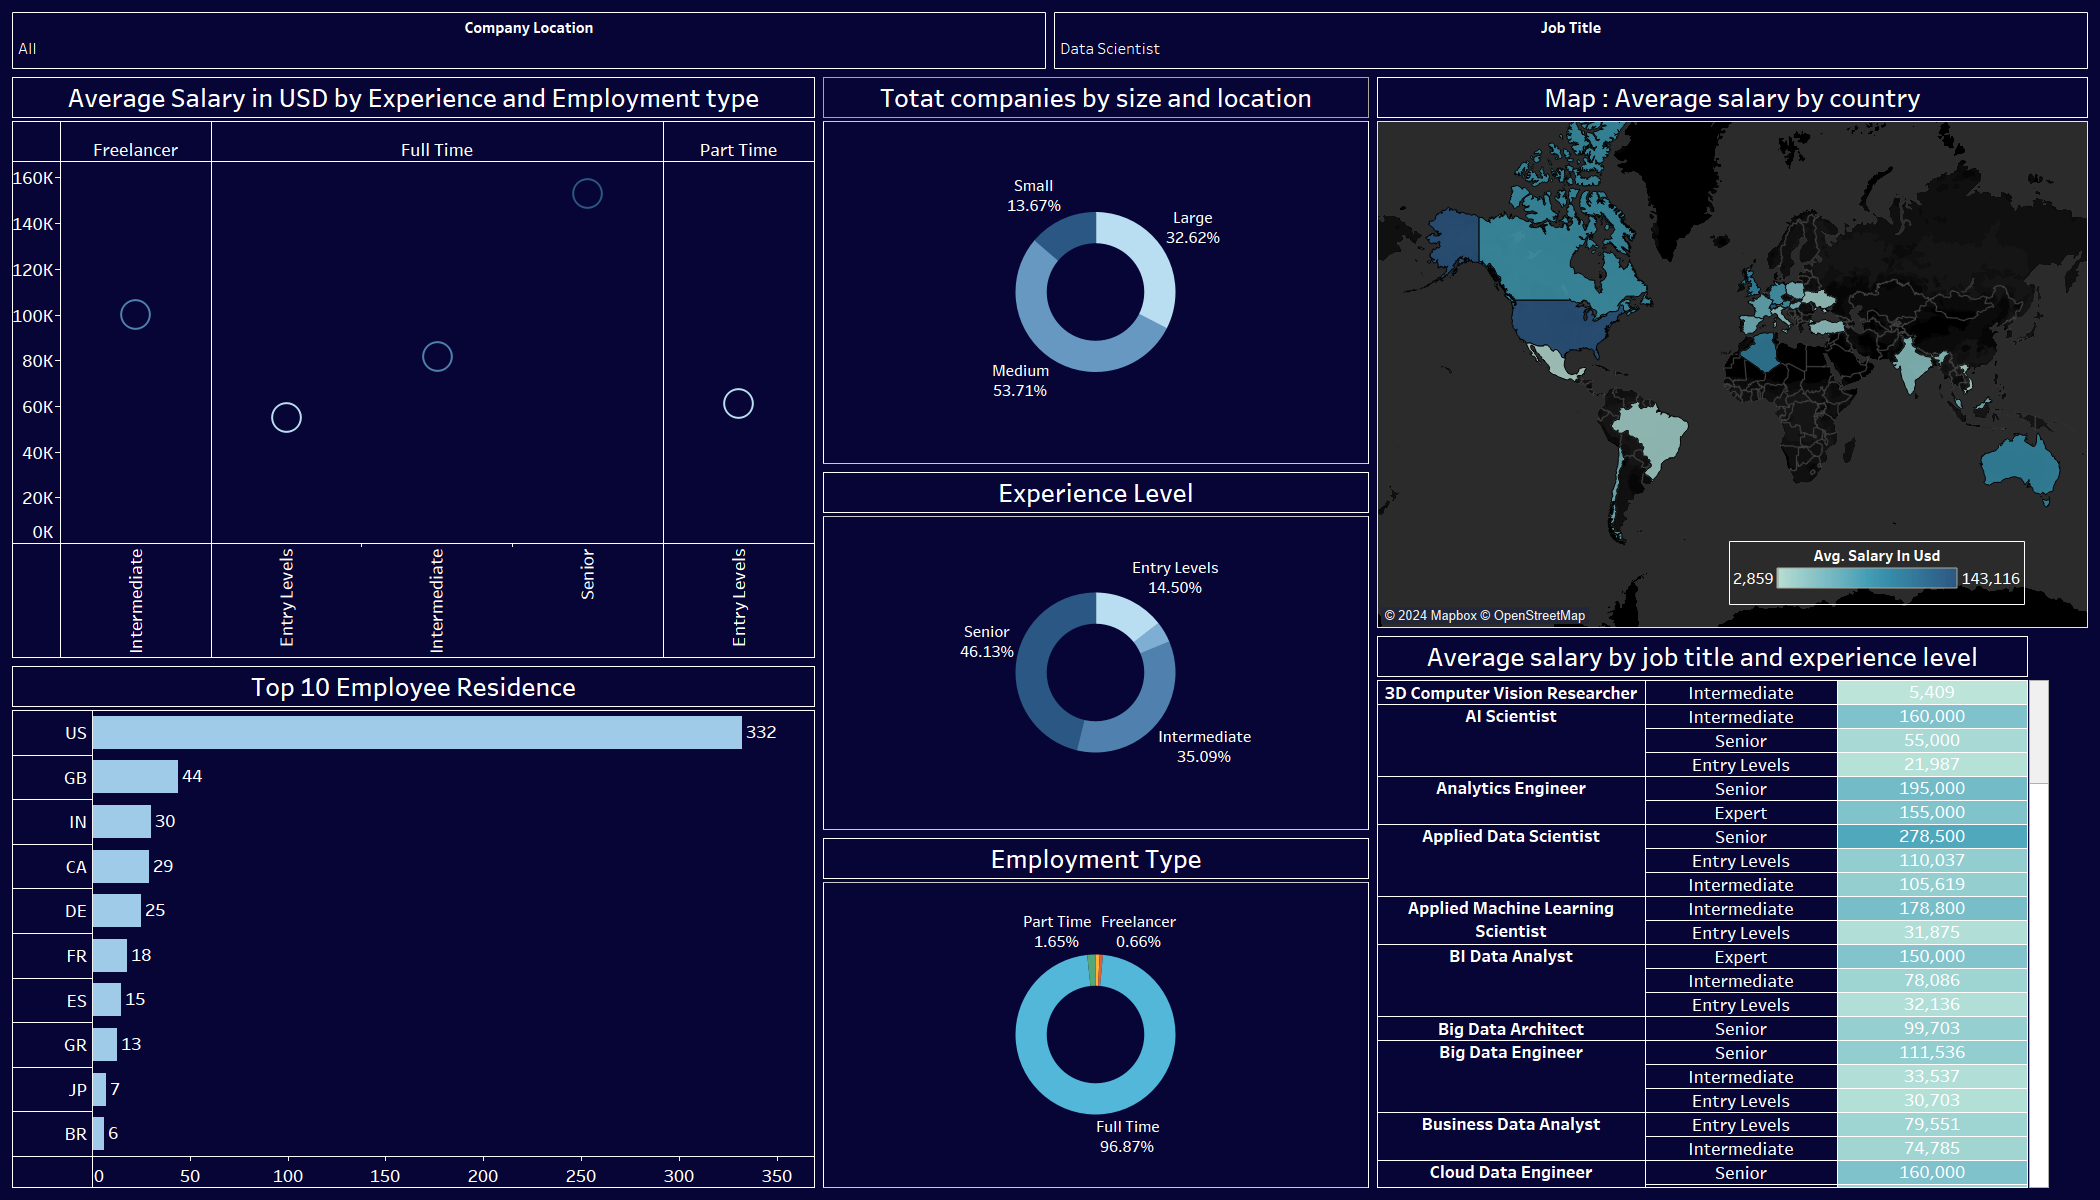 Company Location
All
Job Title
Data Scientist
Average Salary in USD by Experience and Employment type
Freelancer
Full Time
Part Time
160K
140K
120K
100K
80K
60K
40K
20K
0K
Intermediate
Entry Levels
Intermediate
Senior
Entry Levels
Top 10 Employee Residence
US 332
GB 44
IN 30
CA 29
DE 25
FR 18
ES 15
GR 13
JP 7
BR 6
0 50 100 150 200 250 300 350
Totat companies by size and location
Small
13.67%
Large
32.62%
Medium
53.71%
Experience Level
Entry Levels
14.50%
Senior
46.13%
Intermediate
35.09%
Employment Type
Part Time
1.65%
Freelancer
0.66%
Full Time
96.87%
Map : Average salary by country
Avg. Salary In Usd
2,859 143,116
© 2024 Mapbox © OpenStreetMap
Average salary by job title and experience level
3D Computer Vision Researcher Intermediate 5,409
AI Scientist Intermediate 160,000
Senior 55,000
Entry Levels 21,987
Analytics Engineer Senior 195,000
Expert 155,000
Applied Data Scientist Senior 278,500
Entry Levels 110,037
Intermediate 105,619
Applied Machine Learning Intermediate 178,800
Scientist Entry Levels 31,875
BI Data Analyst Expert 150,000
Intermediate 78,086
Entry Levels 32,136
Big Data Architect Senior 99,703
Big Data Engineer Senior 111,536
Intermediate 33,537
Entry Levels 30,703
Business Data Analyst Entry Levels 79,551
Intermediate 74,785
Cloud Data Engineer Senior 160,000